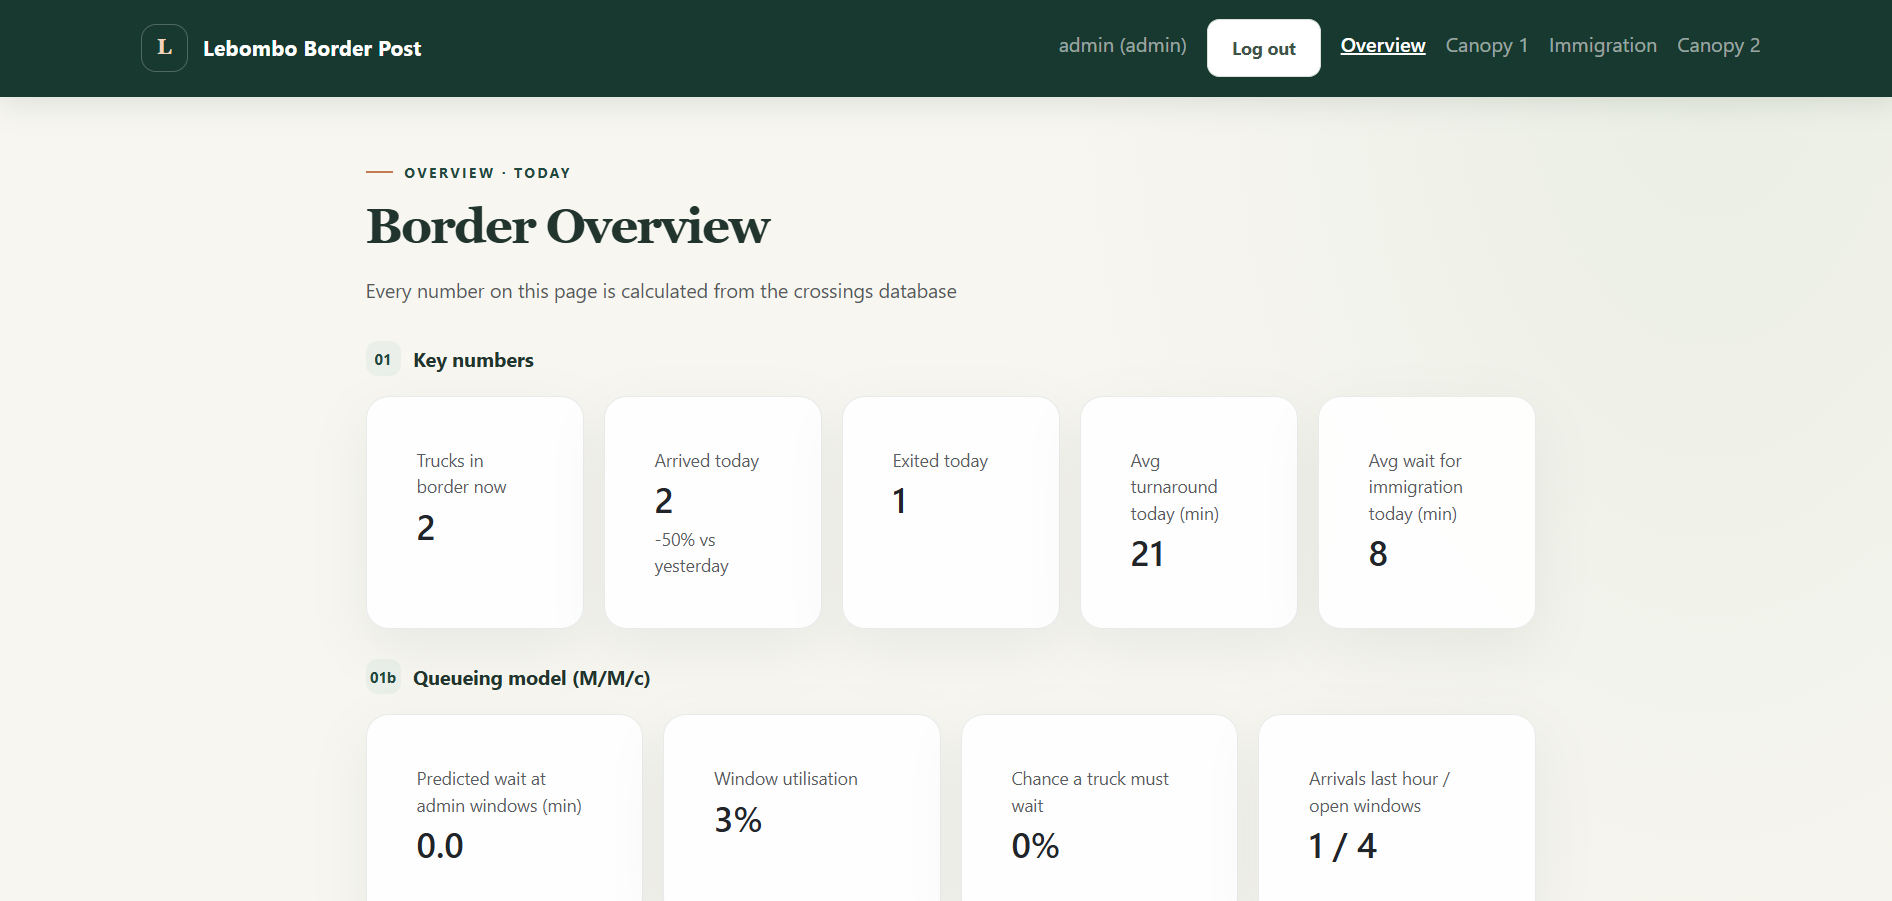 L
Lebombo Border Post
admin (admin)
Log out
Overview
Canopy 1
Immigration
Canopy 2
OVERVIEW · TODAY
Border Overview
Every number on this page is calculated from the crossings database
01
Key numbers
Trucks in
border now
2
Arrived today
2
-50% vs
yesterday
Exited today
1
Avg
turnaround
today (min)
21
Avg wait for
immigration
today (min)
8
01b
Queueing model (M/M/c)
Predicted wait at
admin windows (min)
0.0
Window utilisation
3%
Chance a truck must
wait
0%
Arrivals last hour /
open windows
1 / 4